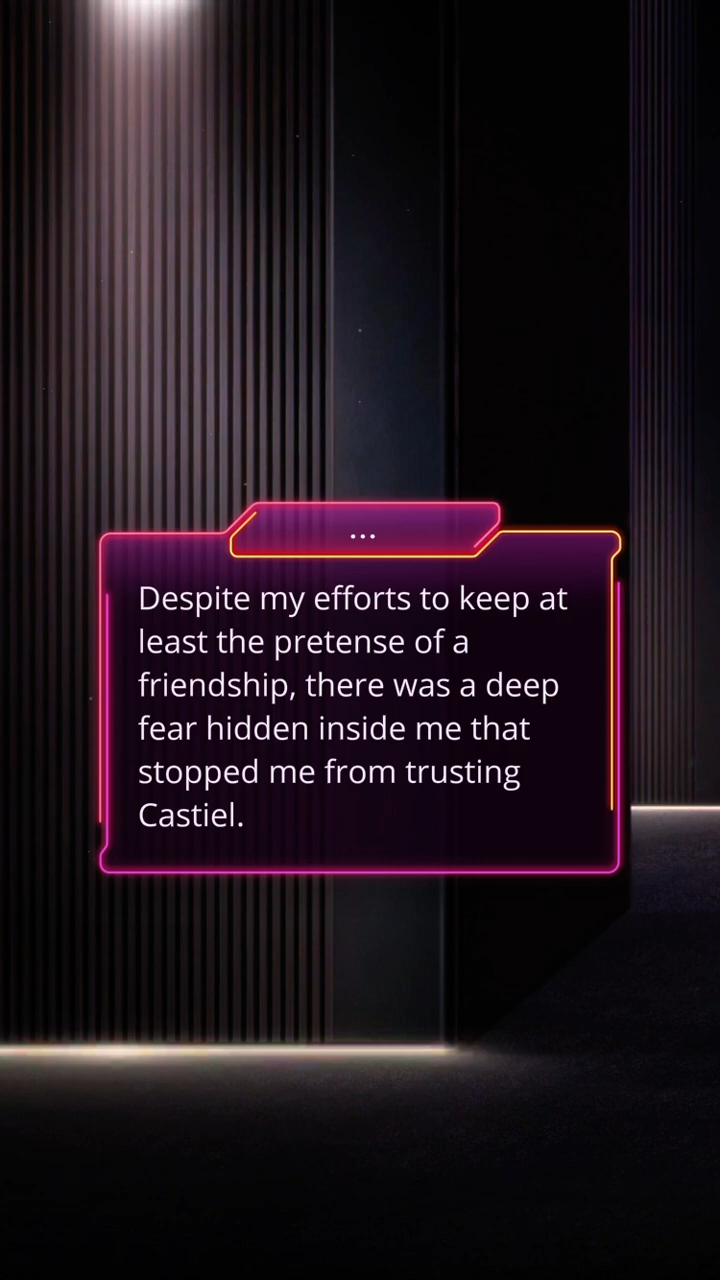 ...
Despite my efforts to keep at
least the pretense of a
friendship, there was a deep
fear hidden inside me that
stopped me from trusting
Castiel.